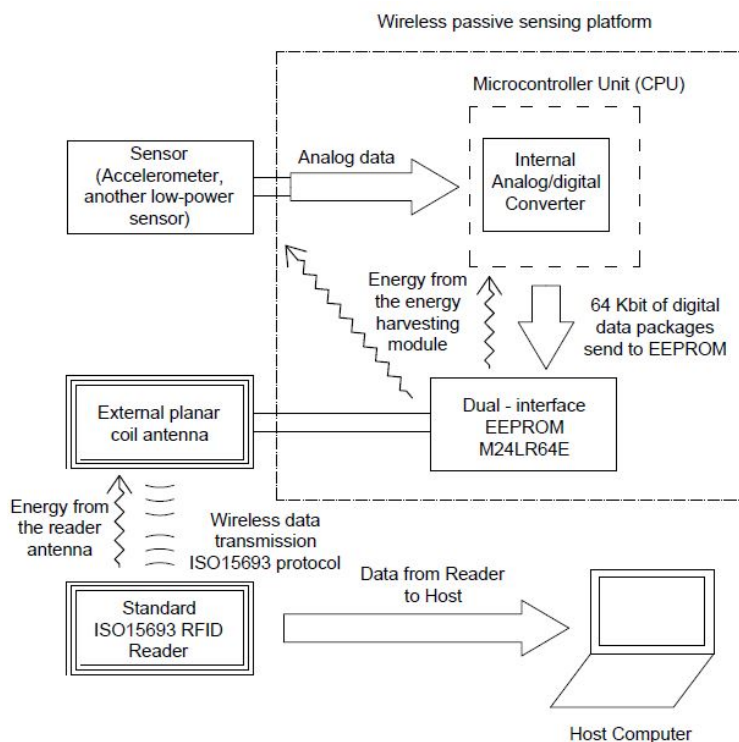 Wireless passive sensing platform
Microcontroller Unit (CPU)
Sensor
(Accelerometer,
another low-power
sensor)
Analog data
Internal
Analog/digital
Converter
Energy from
the energy
harvesting
module
64 Kbit of digital
data packages
send to EEPROM
External planar
coil antenna
Dual - interface
EEPROM
M24LR64E
Energy from
the reader
antenna
Wireless data
transmission
ISO15693 protocol
Data from Reader
to Host
Standard
ISO15693 RFID
Reader
Host Computer